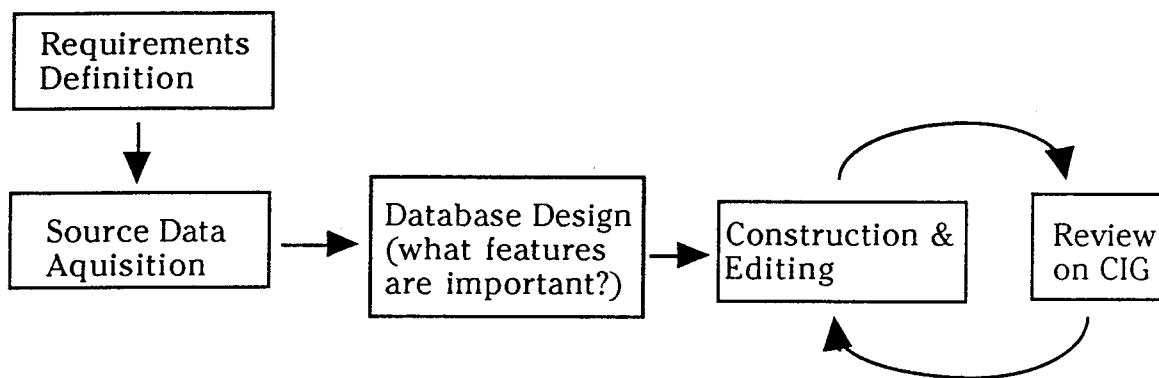 Requirements
Definition
Source Data
Aquisition
Database Design
(what features
are important?)
Construction &
Editing
Review
on CIG